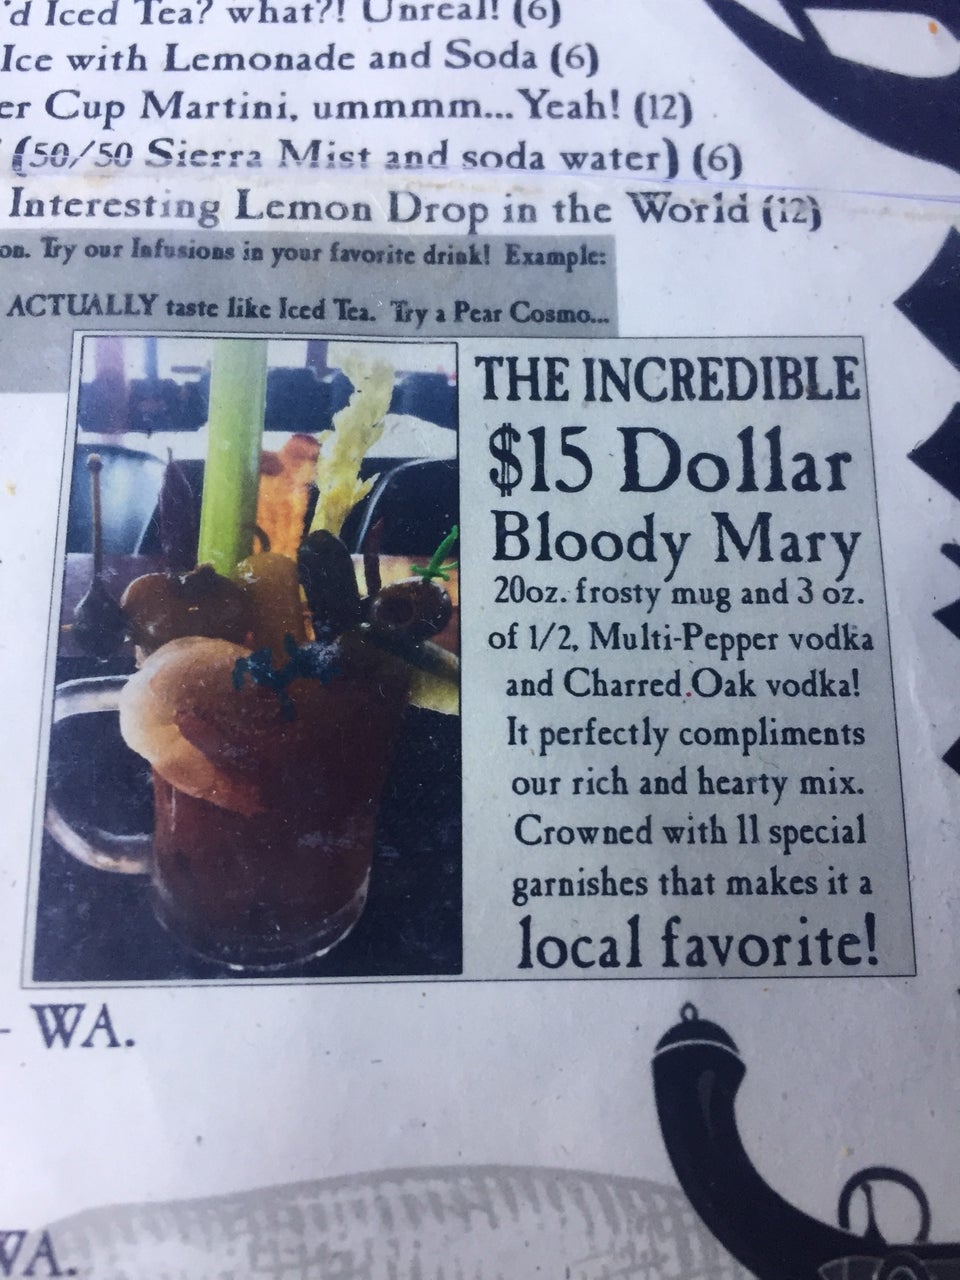 'd Iced Tea? what?! Unreal! (6)
Ice with Lemonade and Soda (6)
er Cup Martini, ummmm... Yeah! (12)
(50/50 Sierra Mist and soda water) (6)
Interesting Lemon Drop in the World (12)
on. Try our Infusions in your favorite drink! Example:
ACTUALLY taste like Iced Tea. Try a Pear Cosmo...
THE INCREDIBLE
$15 Dollar
Bloody Mary
20oz. frosty mug and 3 oz.
of 1/2, Multi-Pepper vodka
and Charred Oak vodka!
It perfectly compliments
our rich and hearty mix.
Crowned with 11 special
garnishes that makes it a
local favorite!
- WA.
WA.